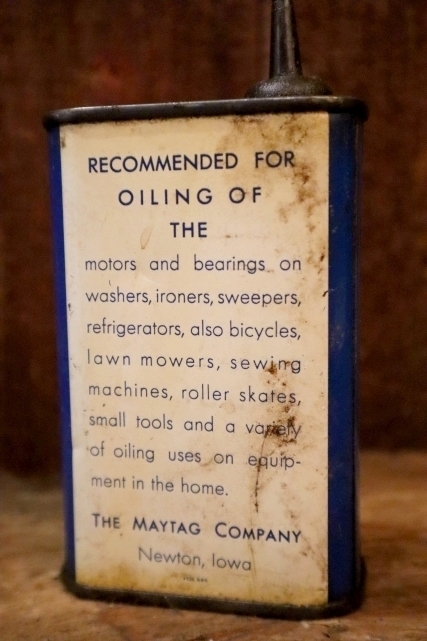 RECOMMENDED FOR
OILING OF
THE
motors and bearings on
washers, ironers, sweepers,
refrigerators, also bicycles,
lawn mowers, sewing
machines, roller skates,
small tools and a variety
of oiling uses on equip-
ment in the home.
THE MAYTAG COMPANY
Newton, Iowa